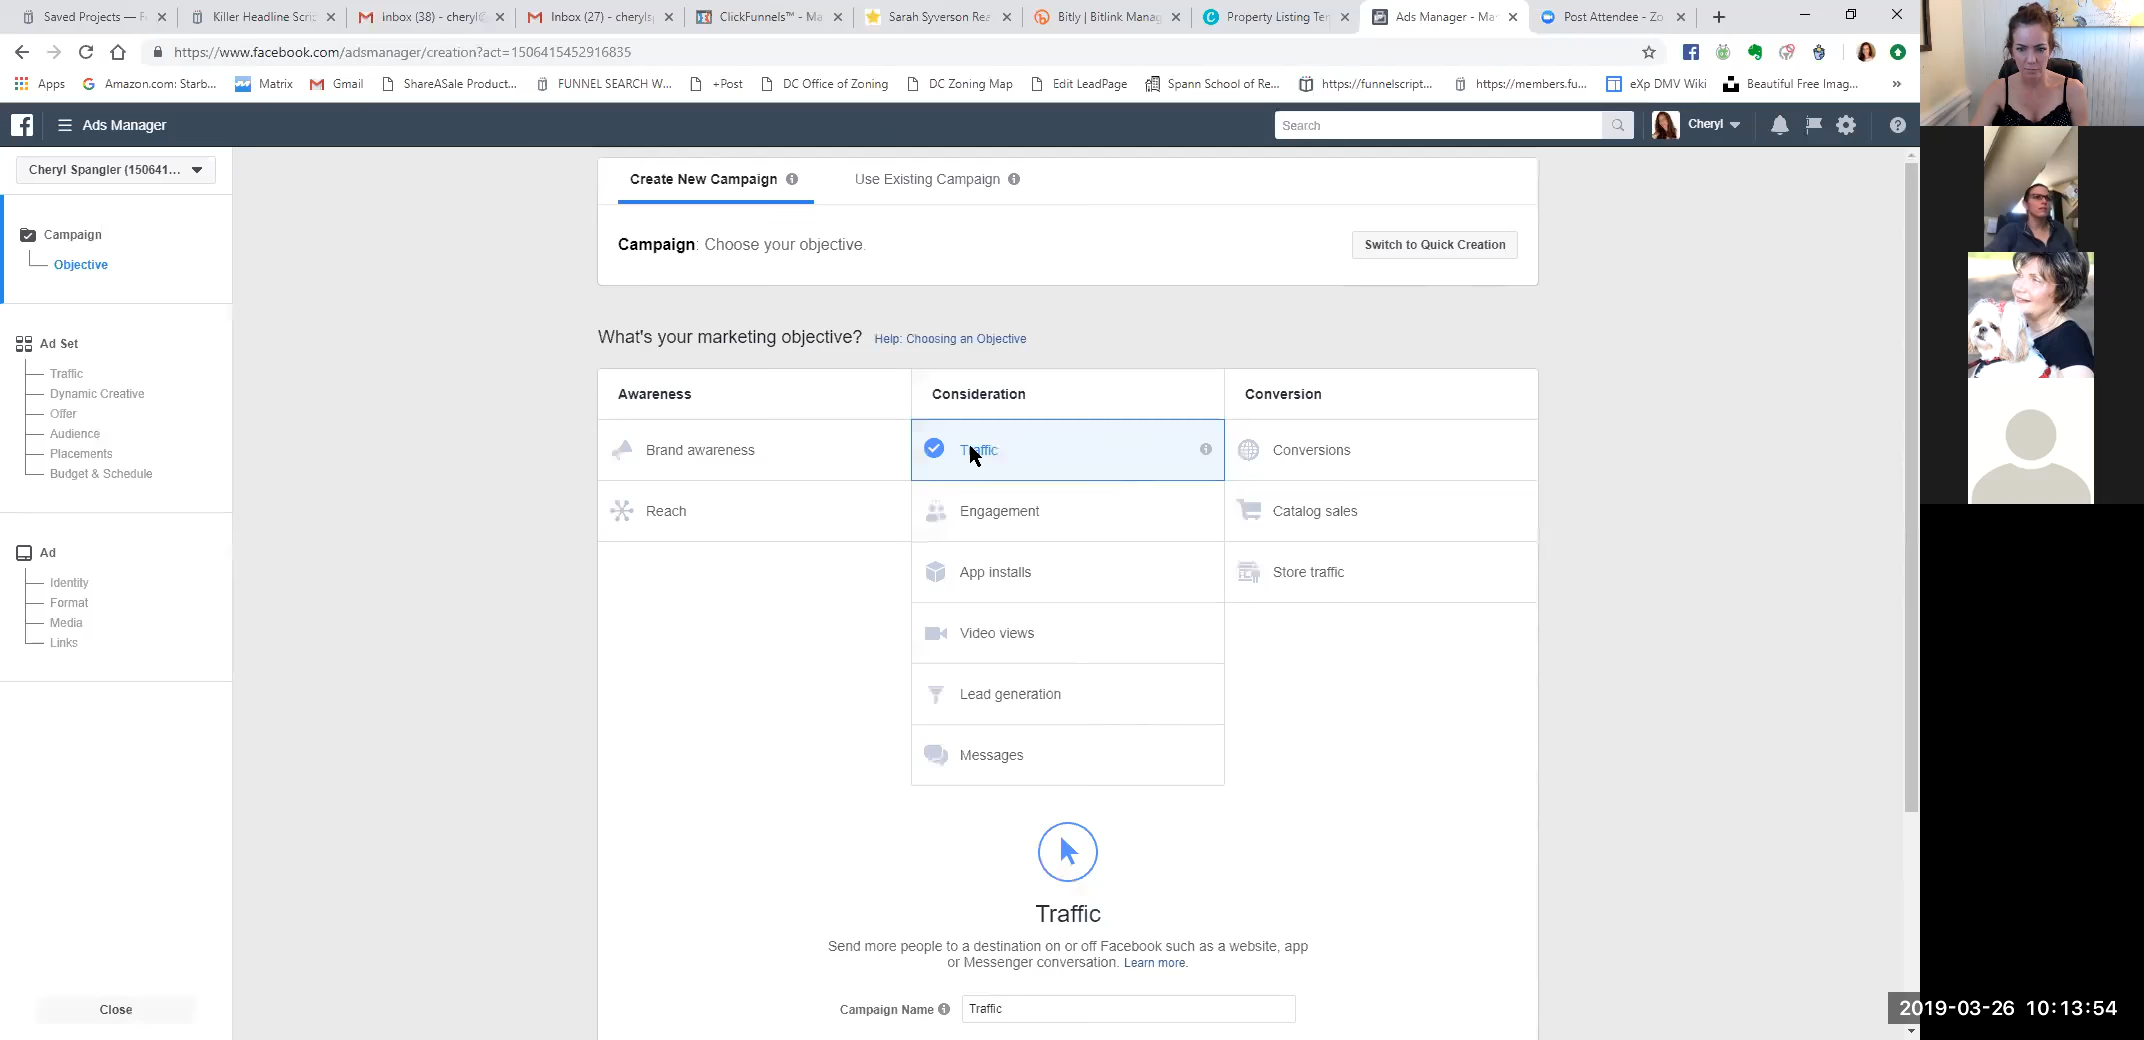 Saved Projects — F
Killer Headline Scrip
Inbox (38) - cheryl@
Inbox (27) - cherylsp
ClickFunnels™ - Ma
Sarah Syverson Rea
Bitly | Bitlink Manag
Property Listing Te
Ads Manager - Ma
Post Attendee - Zo
https://www.facebook.com/adsmanager/creation?act=1506415452916835
Apps
Amazon.com: Starb...
Matrix
Gmail
ShareASale Product...
FUNNEL SEARCH W...
+Post
DC Office of Zoning
DC Zoning Map
Edit LeadPage
Spann School of Re...
https://funnelscript...
https://members.fu...
eXp DMV Wiki
Beautiful Free Imag...
»
Ads Manager
Search
Cheryl
Cheryl Spangler (150641...
Create New Campaign
Use Existing Campaign
Campaign: Choose your objective.
Switch to Quick Creation
Campaign
Objective
Ad Set
Traffic
Dynamic Creative
Offer
Audience
Placements
Budget & Schedule
Ad
Identity
Format
Media
Links
Close
What's your marketing objective? Help: Choosing an Objective
Awareness
Consideration
Conversion
Brand awareness
Traffic
Conversions
Reach
Engagement
Catalog sales
App installs
Store traffic
Video views
Lead generation
Messages
Traffic
Send more people to a destination on or off Facebook such as a website, app
or Messenger conversation. Learn more.
Campaign Name
Traffic
2019-03-26 10:13:54